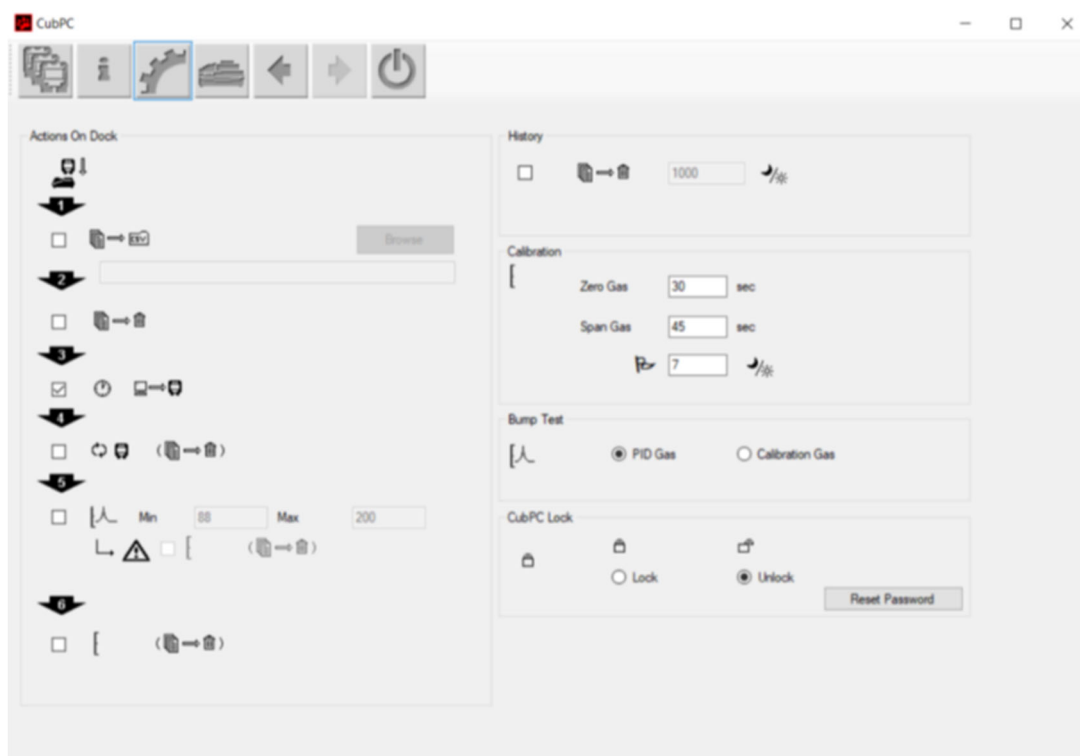 CubPC
Actions On Dock
1
CSV
Browse
2
3
4
( )
5
Min 88 Max 200
( )
6
( )
History
1000
Calibration
Zero Gas 30 sec
Span Gas 45 sec
7
Bump Test
PID Gas Calibration Gas
CubPC Lock
Lock Unlock
Reset Password